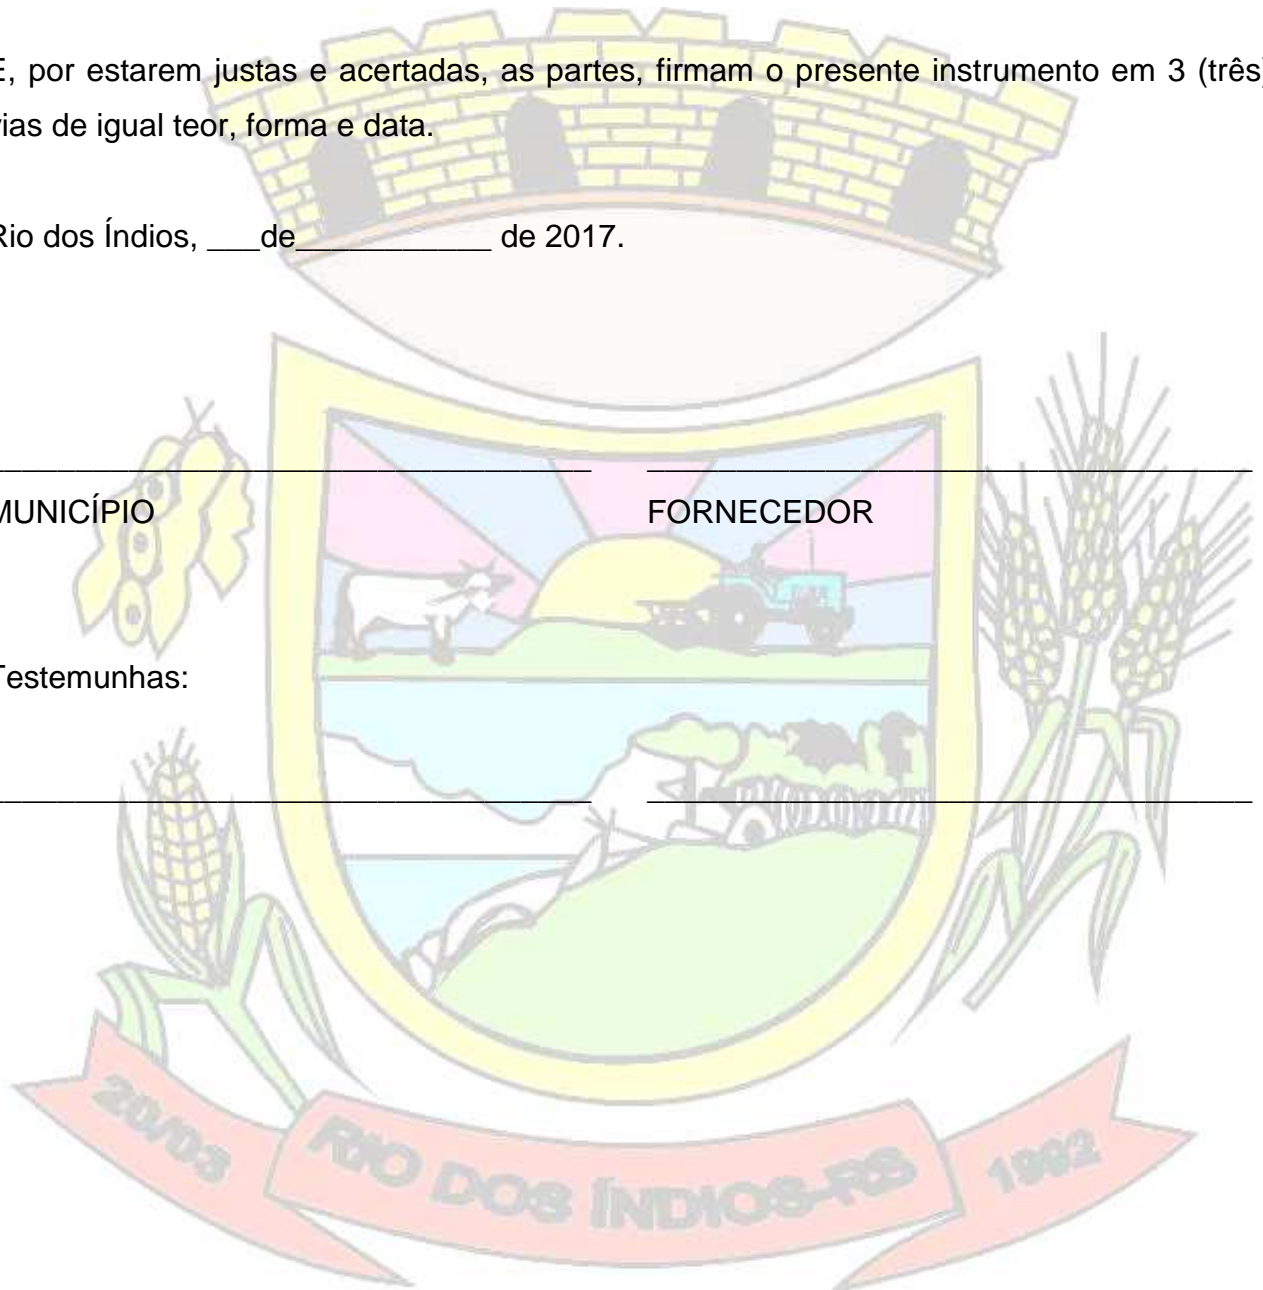 E, por estarem justas e acertadas, as partes, firmam o presente instrumento em 3 (três)
vias de igual teor, forma e data.
Rio dos Índios, ___de___________ de 2017.
MUNICÍPIO FORNECEDOR
Testemunhas:
20/03 RIO DOS ÍNDIOS-RS 1992